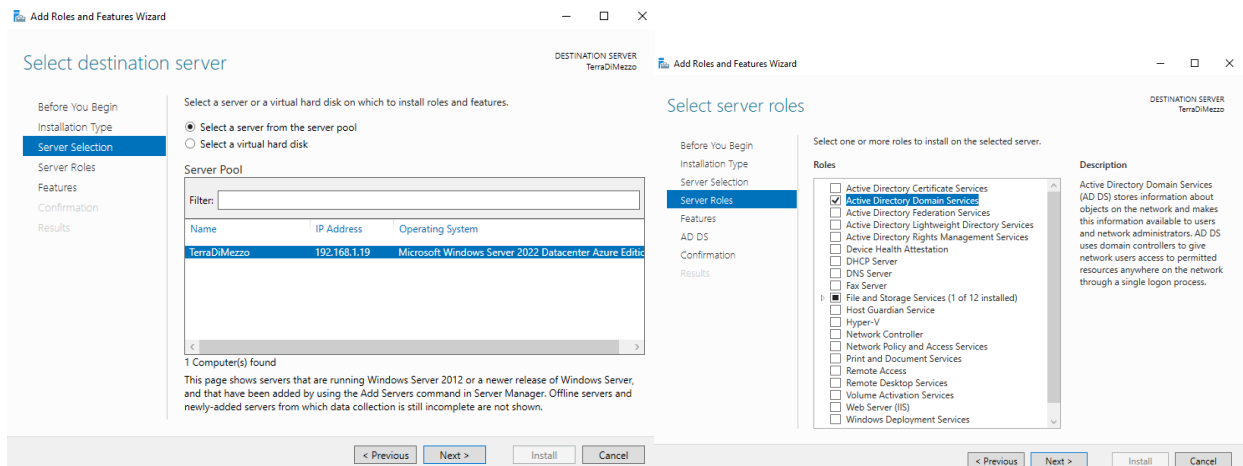 Add Roles and Features Wizard
Select destination server
DESTINATION SERVER
TerraDiMezzo
Before You Begin
Installation Type
Server Selection
Server Roles
Features
Confirmation
Results
Select a server or a virtual hard disk on which to install roles and features.
Select a server from the server pool
Select a virtual hard disk
Server Pool
Filter:
Name IP Address Operating System
TerraDiMezzo 192.168.1.19 Microsoft Windows Server 2022 Datacenter Azure Editic
1 Computer(s) found
This page shows servers that are running Windows Server 2012 or a newer release of Windows Server,
and that have been added by using the Add Servers command in Server Manager. Offline servers and
newly-added servers from which data collection is still incomplete are not shown.
< Previous Next > Install Cancel
Add Roles and Features Wizard
Select server roles
DESTINATION SERVER
TerraDiMezzo
Before You Begin
Installation Type
Server Selection
Server Roles
Features
AD DS
Confirmation
Results
Select one or more roles to install on the selected server.
Roles
Active Directory Certificate Services
Active Directory Domain Services
Active Directory Federation Services
Active Directory Lightweight Directory Services
Active Directory Rights Management Services
Device Health Attestation
DHCP Server
DNS Server
Fax Server
File and Storage Services (1 of 12 installed)
Host Guardian Service
Hyper-V
Network Controller
Network Policy and Access Services
Print and Document Services
Remote Access
Remote Desktop Services
Volume Activation Services
Web Server (IIS)
Windows Deployment Services
Description
Active Directory Domain Services
(AD DS) stores information about
objects on the network and makes
this information available to users
and network administrators. AD DS
uses domain controllers to give
network users access to permitted
resources anywhere on the network
through a single logon process.
< Previous Next > Install Cancel